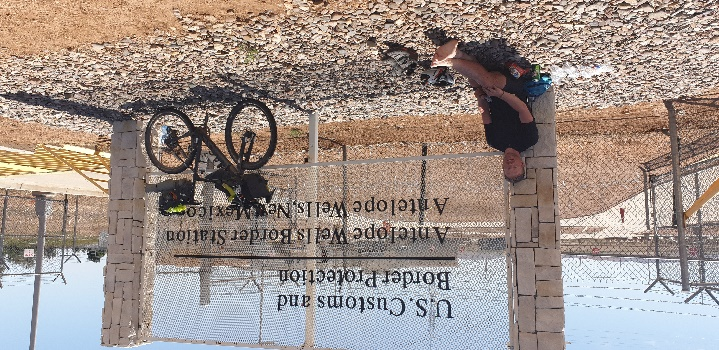 U.S. Customs and
Border Protection
Antelope Wells Border Station
Antelope Wells, New Mexico